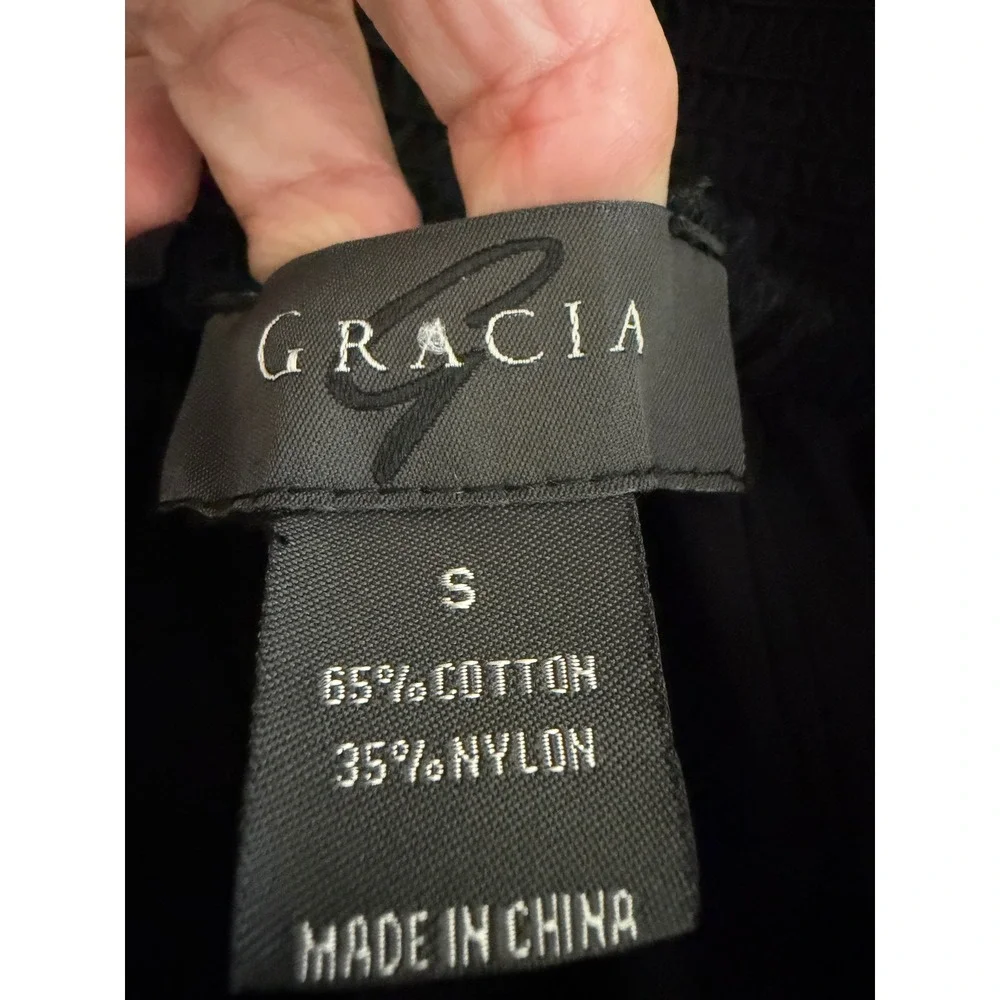 GRACIA
S
65% COTTON
35% NYLON
MADE IN CHINA